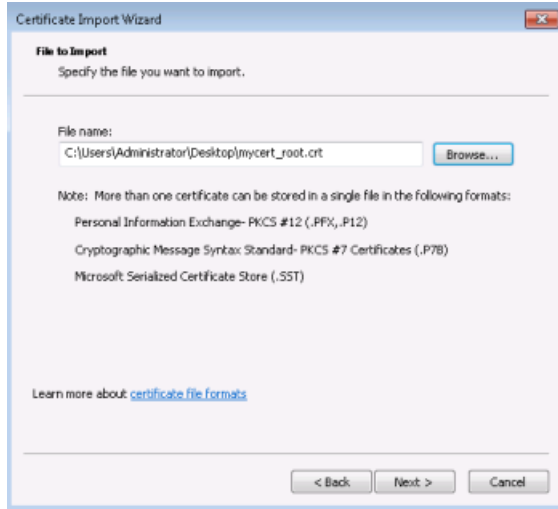 Certificate Import Wizard
File to Import
Specify the file you want to import.
File name:
C:\Users\Administrator\Desktop\mycert_root.crt
Browse...
Note: More than one certificate can be stored in a single file in the following formats:
Personal Information Exchange- PKCS #12 (.PFX,.P12)
Cryptographic Message Syntax Standard- PKCS #7 Certificates (.P7B)
Microsoft Serialized Certificate Store (.SST)
Learn more about certificate file formats
< Back Next > Cancel